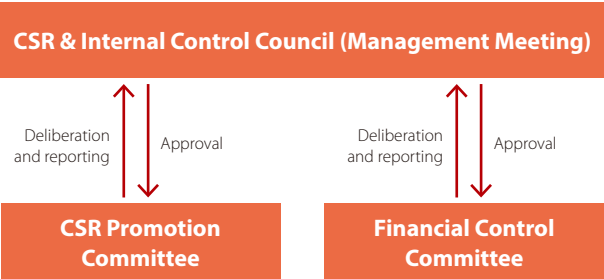 CSR & Internal Control Council (Management Meeting)
Deliberation
and reporting
Approval
Deliberation
and reporting
Approval
CSR Promotion
Committee
Financial Control
Committee